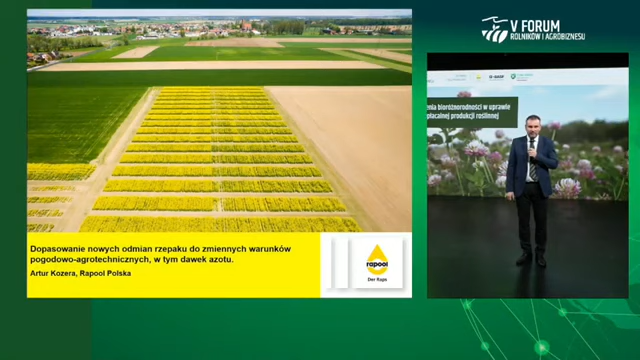 V FORUM
ROLNIKÓW I AGROBIZNESU
BASF
enia bioróżnorodności w uprawie
płacalnej produkcji roślinnej
Dopasowanie nowych odmian rzepaku do zmiennych warunków
pogodowo-agrotechnicznych, w tym dawek azotu.
Artur Kozera, Rapool Polska
rapool
Der Raps